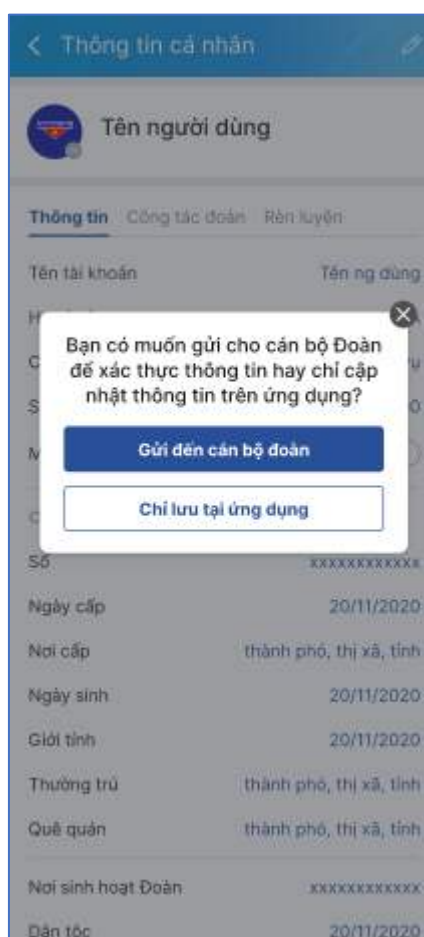 Thông tin cá nhân
Tên người dùng
Thông tin Công tác đoàn Rèn luyện
Tên tài khoản Tên ng dùng
Bạn có muốn gửi cho cán bộ Đoàn
để xác thực thông tin hay chỉ cập
nhật thông tin trên ứng dụng?
Gửi đến cán bộ đoàn
Chỉ lưu tại ứng dụng
Số xxxxxxxxxxxx
Ngày cấp 20/11/2020
Nơi cấp thành phó, thị xã, tỉnh
Ngày sinh 20/11/2020
Giới tính 20/11/2020
Thường trú thành phó, thị xã, tỉnh
Quê quán thành phó, thị xã, tỉnh
Nơi sinh hoạt Đoàn xxxxxxxxxxxx
Dân tộc 20/11/2020